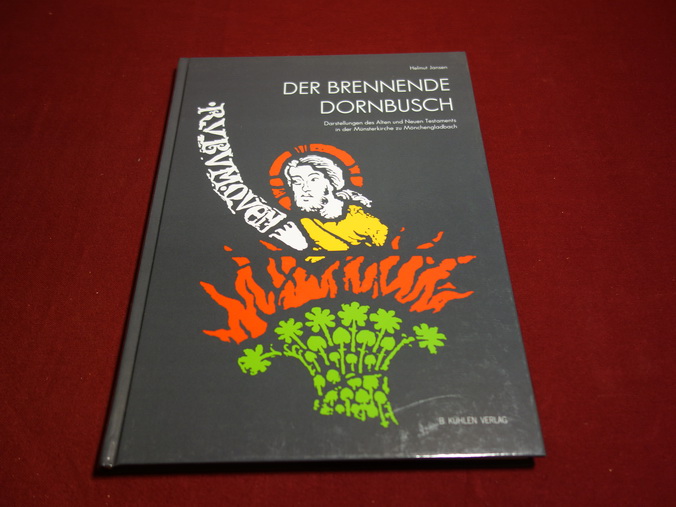 Helmut Jansen
DER BRENNENDE
DORNBUSCH
Darstellungen des Alten und Neuen Testaments
in der Münsterkirche zu Mönchengladbach
B. KÜHLEN VERLAG